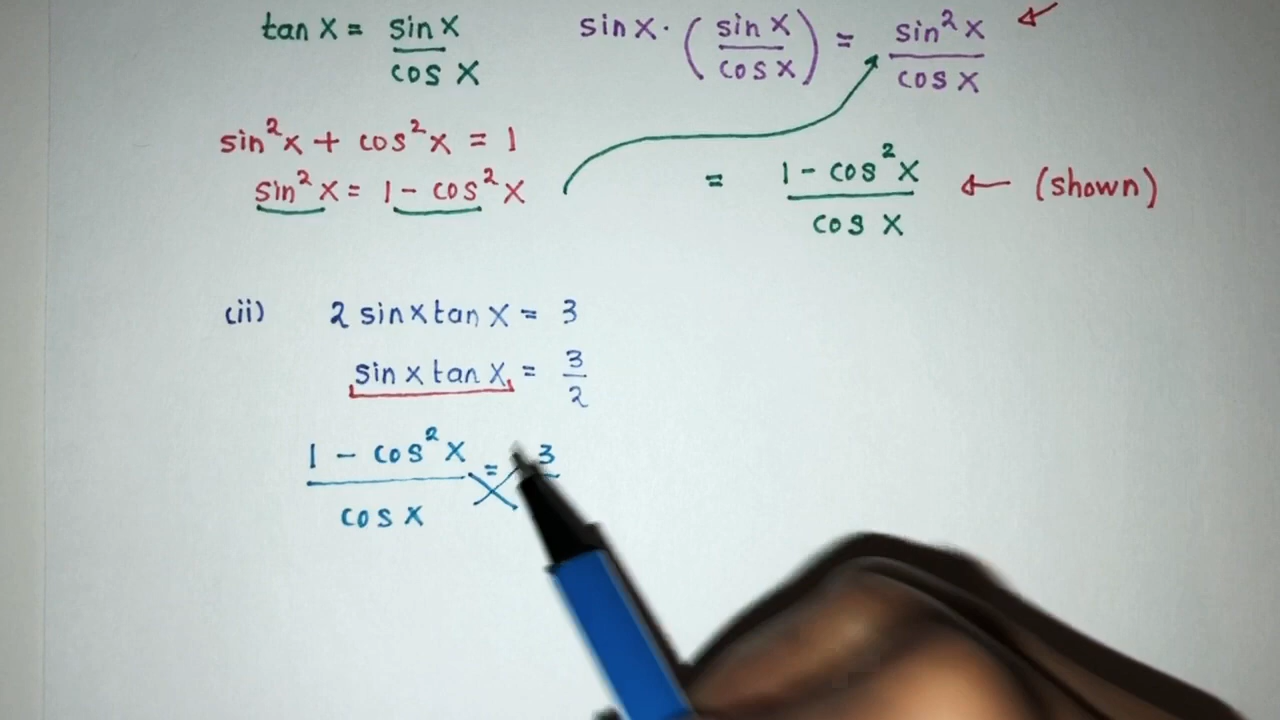 tan x = sin x / cos x    sin x · ( sin x / cos x ) = sin²x / cos x
sin²x + cos²x = 1
sin²x = 1 - cos²x    = 1 - cos²x / cos x ← (shown)
(ii) 2 sin x tan x = 3
sin x tan x = 3 / 2
1 - cos²x / cos x = 3